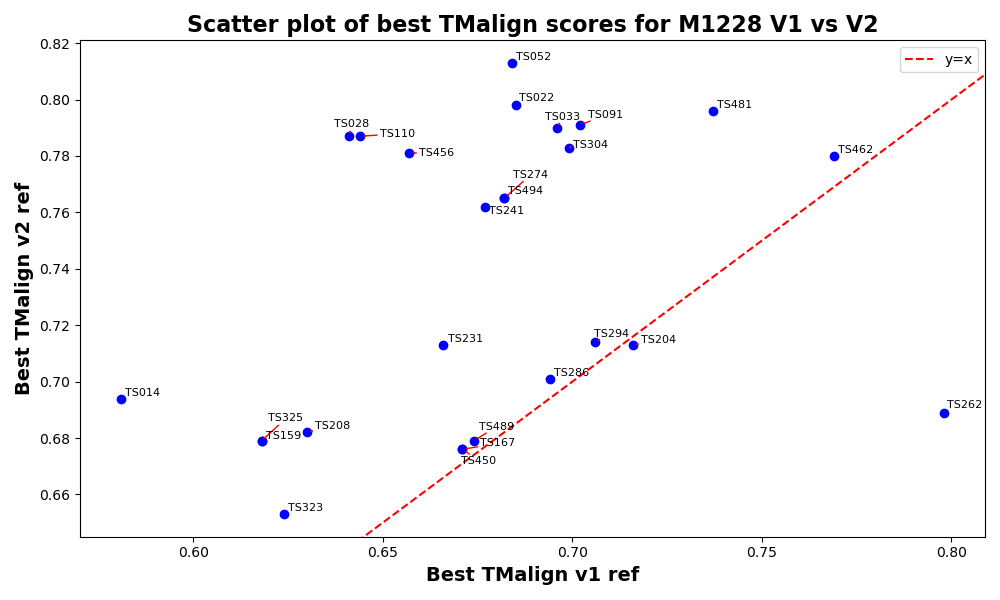 Scatter plot of best TMalign scores for M1228 V1 vs V2
Best TMalign v2 ref
0.82
0.80
0.78
0.76
0.74
0.72
0.70
0.68
0.66
y=x
TS052
TS022
TS481
TS033
TS091
TS028
TS110
TS304
TS456
TS462
TS274
TS494
TS241
TS231
TS294
TS204
TS286
TS014
TS262
TS325
TS208
TS159
TS489
TS167
TS450
TS323
0.60
0.65
0.70
0.75
0.80
Best TMalign v1 ref